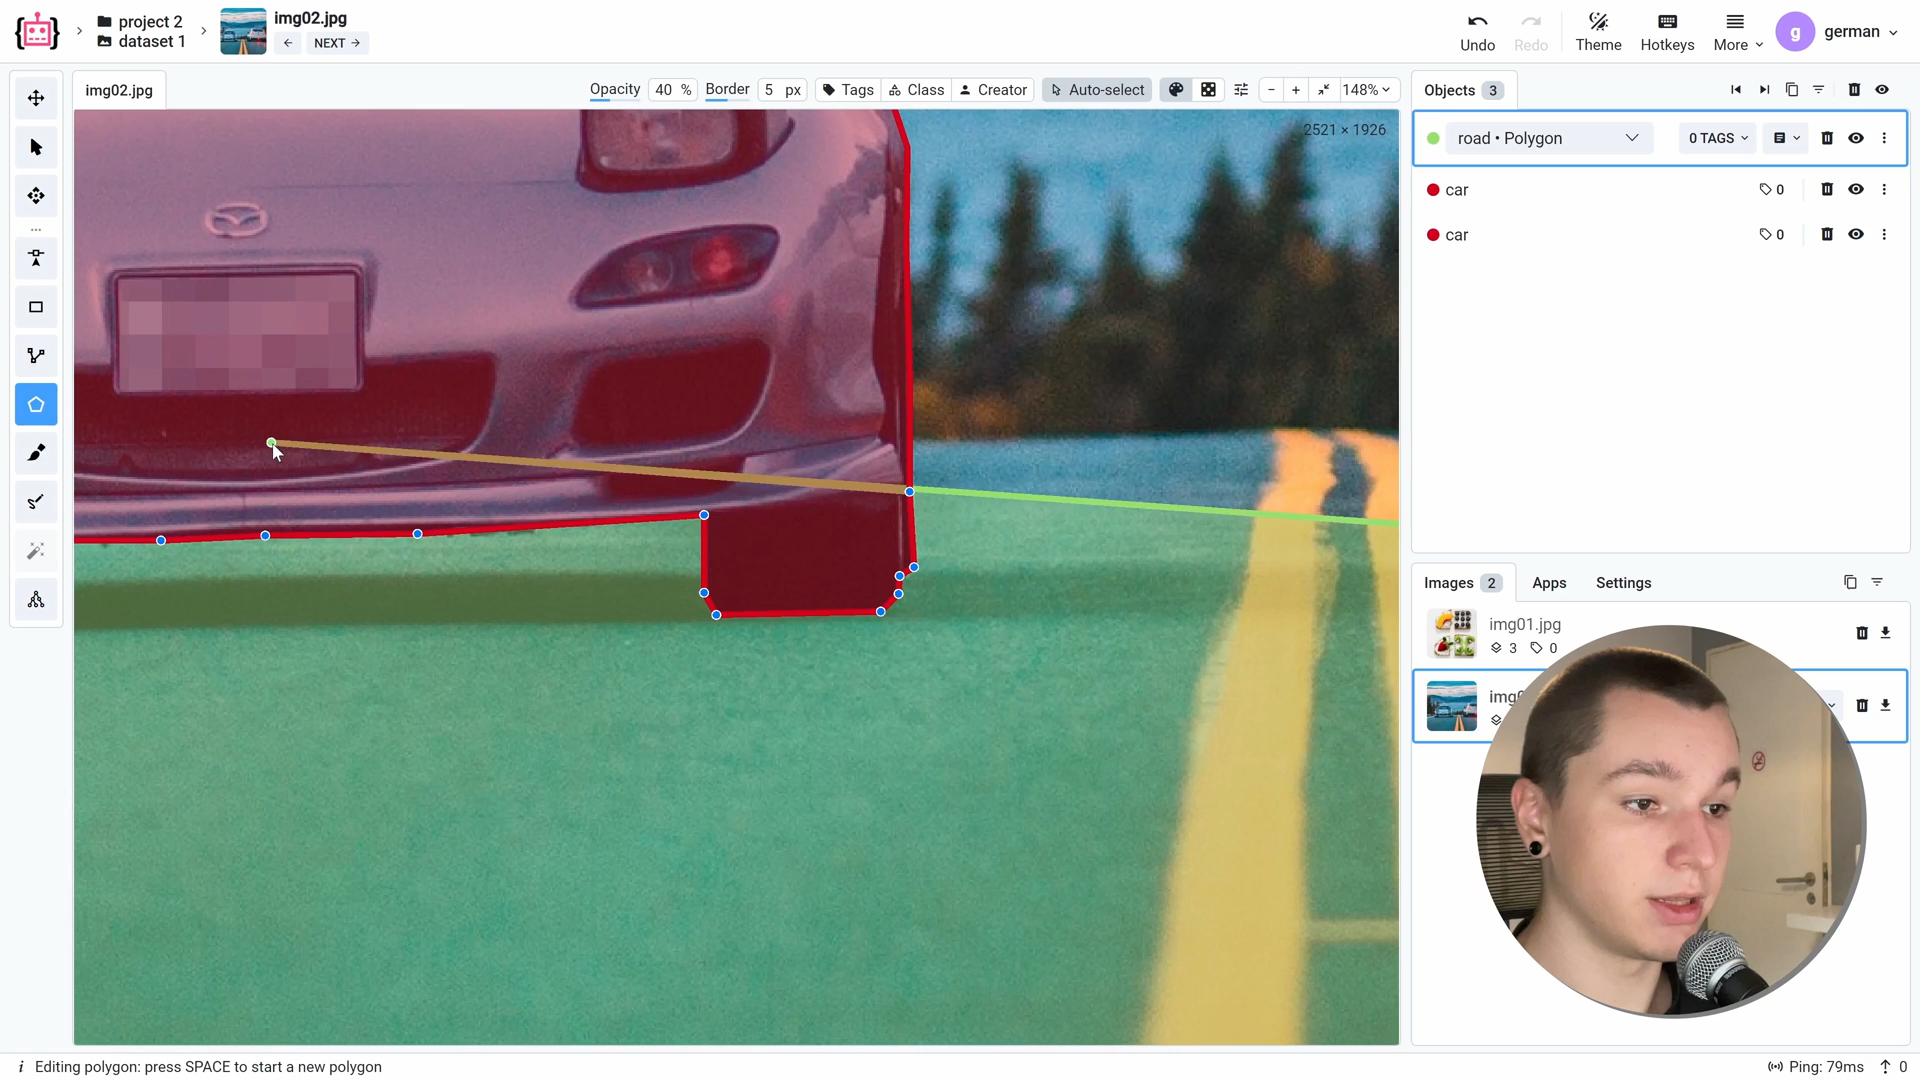 project 2
dataset 1
img02.jpg
NEXT
Undo
Redo
Theme
Hotkeys
More
g
german
img02.jpg
Opacity 40 %
Border 5 px
Tags
Class
Creator
Auto-select
148%
2521 × 1926
Objects 3
road • Polygon
0 TAGS
car
0
car
0
Images 2
Apps
Settings
img01.jpg
3
0
Editing polygon: press SPACE to start a new polygon
Ping: 79ms
0